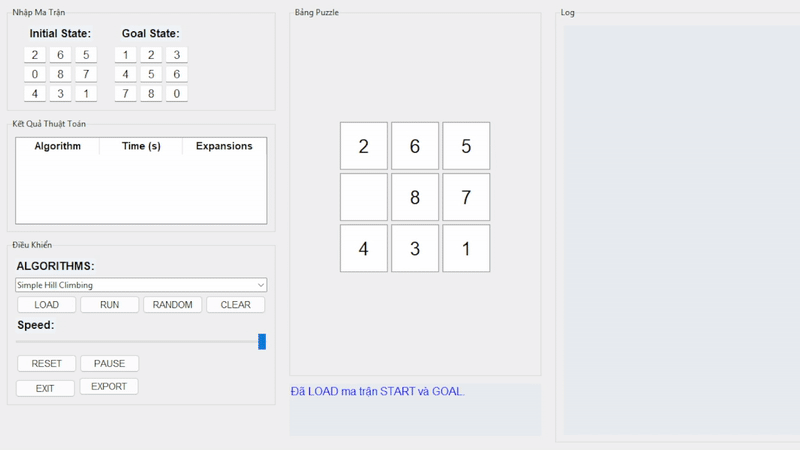 Nhập Ma Trận
Initial State:
Goal State:
2 6 5
0 8 7
4 3 1
1 2 3
4 5 6
7 8 0
Kết Quả Thuật Toán
Algorithm Time (s) Expansions
Điều Khiển
ALGORITHMS:
Simple Hill Climbing
LOAD RUN RANDOM CLEAR
Speed:
RESET PAUSE
EXIT EXPORT
Bảng Puzzle
2 6 5
8 7
4 3 1
Đã LOAD ma trận START và GOAL.
Log